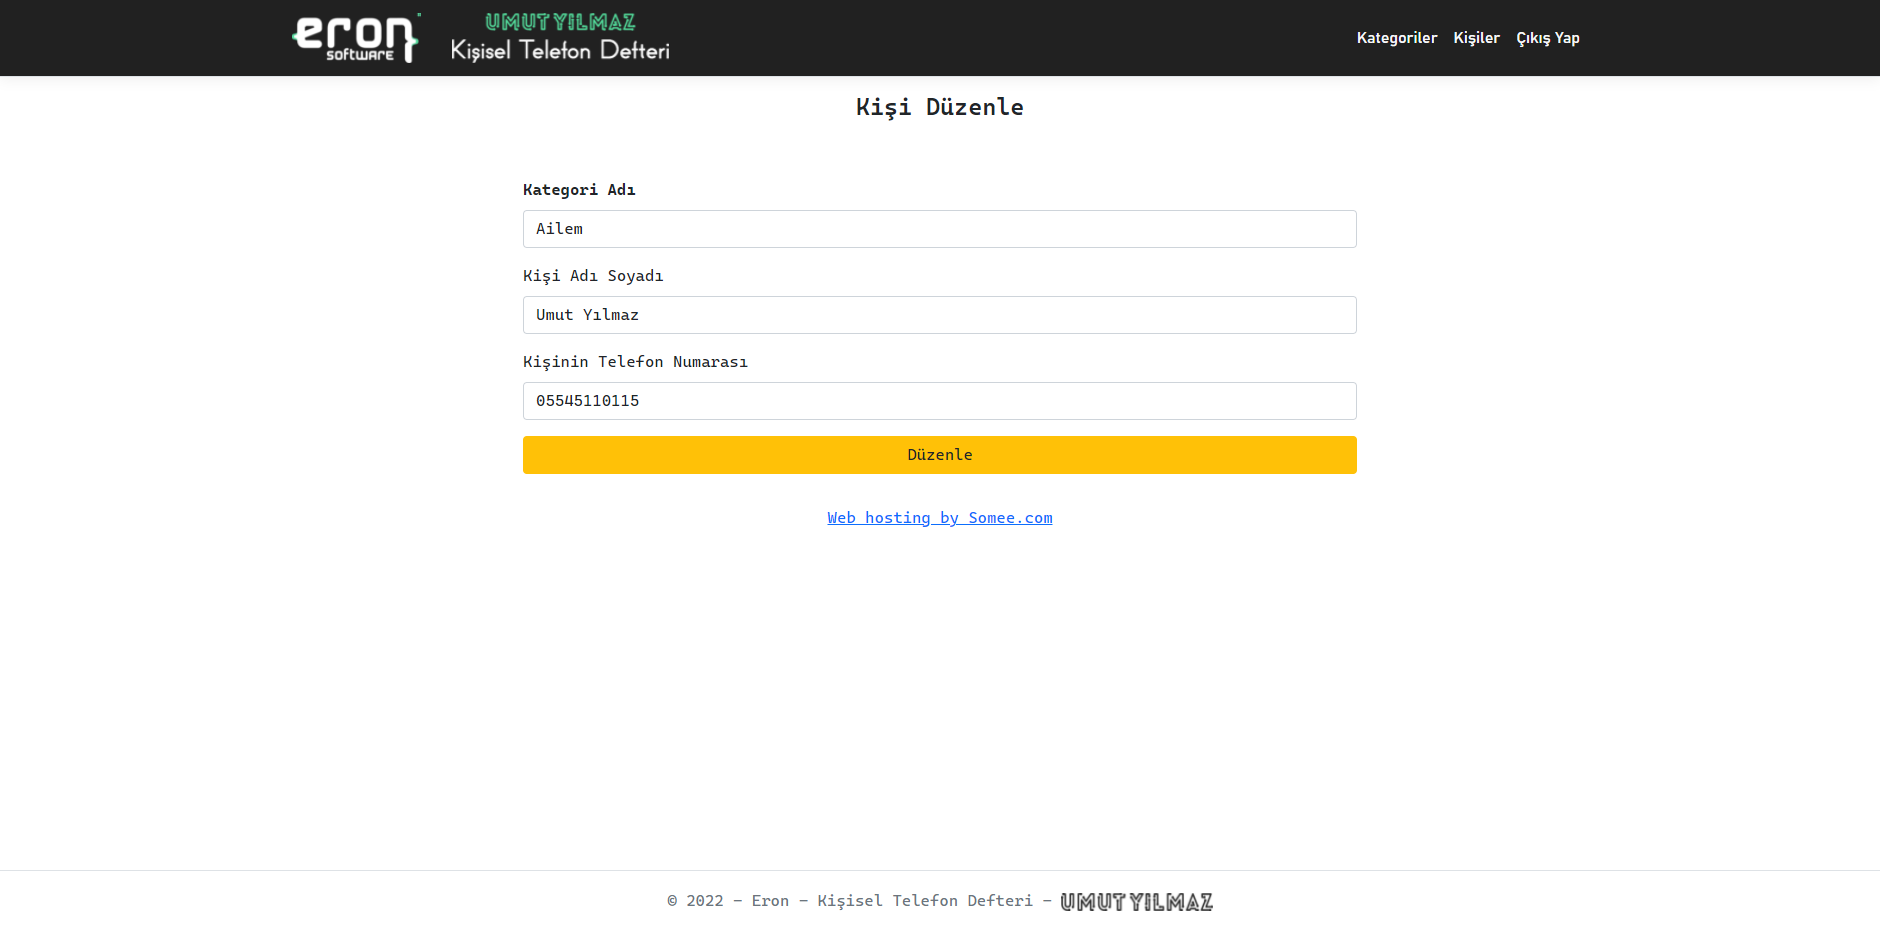 eron software
UMUT YILMAZ
Kişisel Telefon Defteri
Kategoriler Kişiler Çıkış Yap
Kişi Düzenle
Kategori Adı
Ailem
Kişi Adı Soyadı
Umut Yılmaz
Kişinin Telefon Numarası
05545110115
Düzenle
Web hosting by Somee.com
© 2022 - Eron - Kişisel Telefon Defteri - UMUT YILMAZ